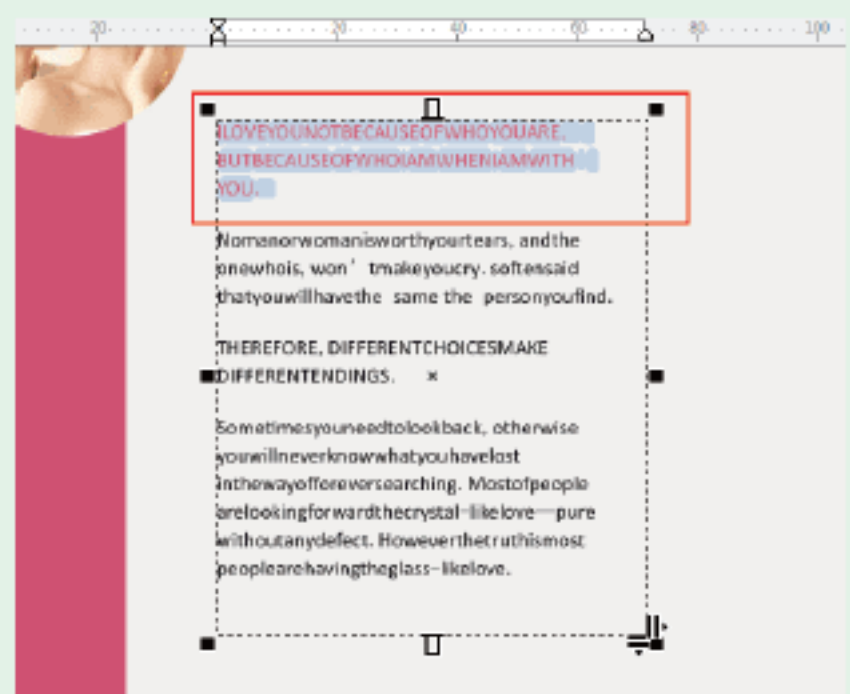 20 0 20 40 60 80 100
ILOVEYOUNOTBECAUSEOFWHOYOUARE,
BUTBECAUSEOFWHOIAMWHENIAMWITH
YOU.
Nomanorwomanisworthyourtears, andthe
onewhois, won’ tmakeyoucry. softensaid
thatyouwillhavethe same the personyoufind.
THEREFORE, DIFFERENTCHOICESMAKE
DIFFERENTENDINGS.
Sometimesyouneedtolookback, otherwise
youwillneverknowwhatyouhavelost
inthewayofforeversearching. Mostofpeople
arelookingforwardthecrystal-likelove—pure
withoutanydefect. Howeverthetruthismost
peoplearehavingtheglass-likelove.